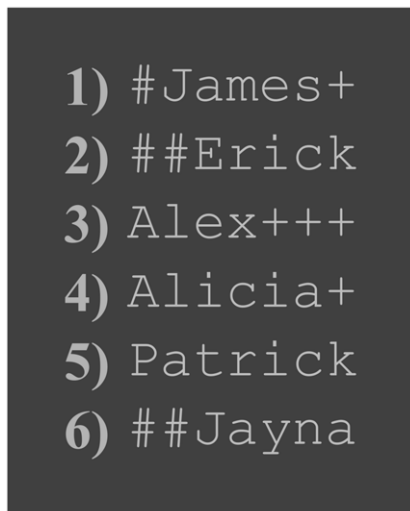 1) #James+
2) ##Erick
3) Alex+++
4) Alicia+
5) Patrick
6) ##Jayna